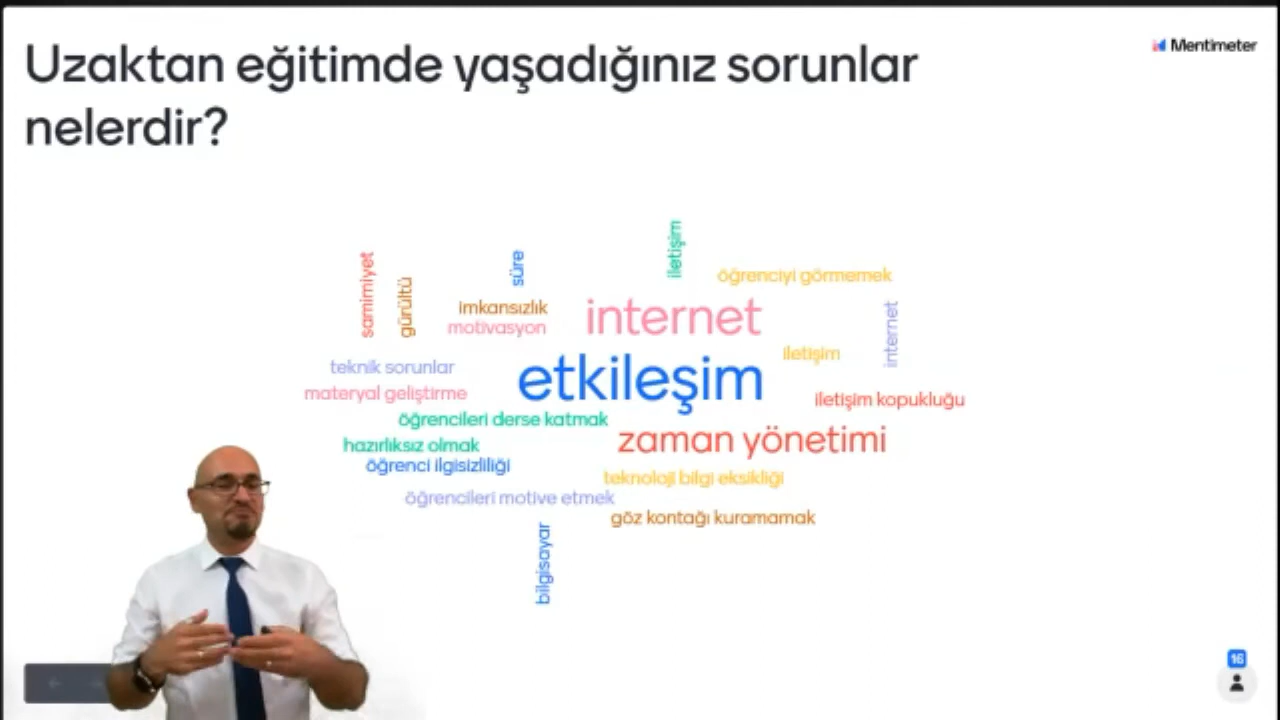 Uzaktan eğitimde yaşadığınız sorunlar
nelerdir?
Mentimeter
iletişim
samimiyet
gürültü
süre
öğrenciyi görmemek
imkansızlık
internet
motivasyon
internet
iletişim
teknik sorunlar
etkileşim
materyal geliştirme
iletişim kopukluğu
öğrencileri derse katmak
zaman yönetimi
hazırlıksız olmak
öğrenci ilgisizliliği
teknoloji bilgi eksikliği
öğrencileri motive etmek
göz kontağı kuramamak
bilgisayar
16